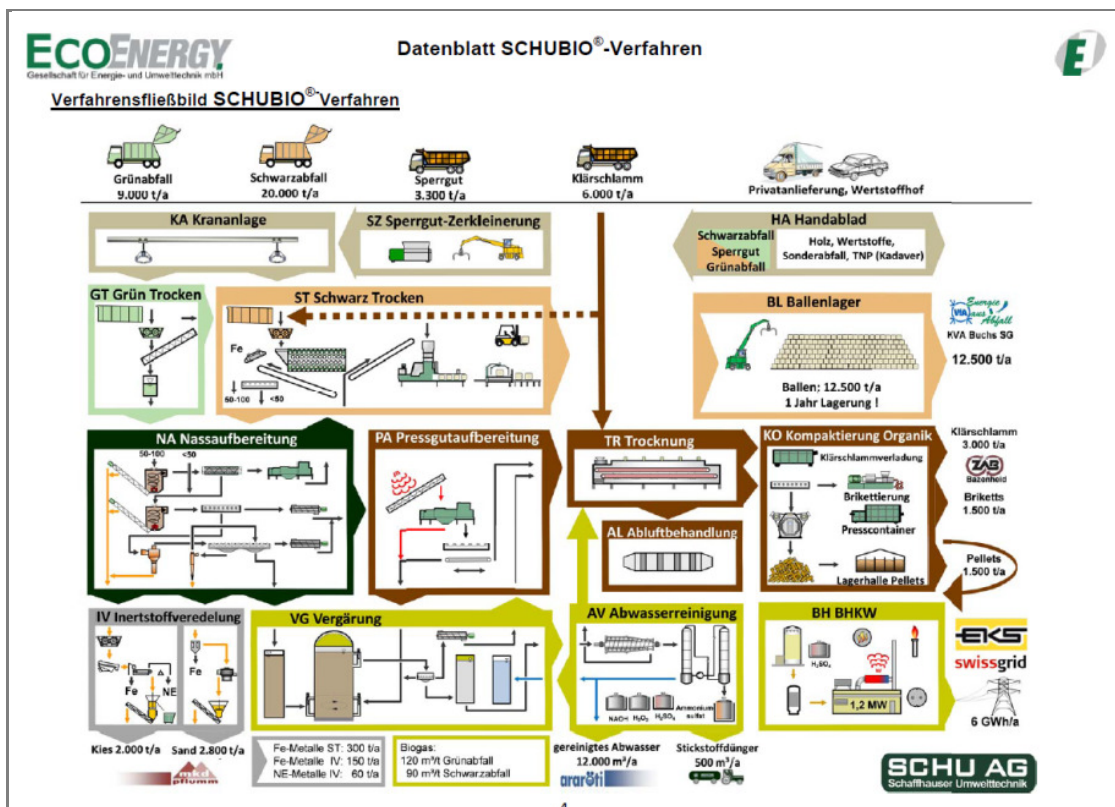 ECOENERGY
Gesellschaft für Energie- und Umwelttechnik mbH
Datenblatt SCHUBIO®-Verfahren
E
Verfahrensfließbild SCHUBIO®-Verfahren
Grünabfall
9.000 t/a
Schwarzabfall
20.000 t/a
Sperrgut
3.300 t/a
Klärschlamm
6.000 t/a
Privatanlieferung, Wertstoffhof
KA Krananlage
SZ Sperrgut-Zerkleinerung
HA Handablad
Schwarzabfall
Sperrgut
Grünabfall
Holz, Wertstoffe,
Sonderabfall, TNP (Kadaver)
GT Grün Trocken
ST Schwarz Trocken
Fe
50-100
<50
BL Ballenlager
Ballen; 12.500 t/a
1 Jahr Lagerung !
Energie
aus
Abfall
KVA Buchs SG
12.500 t/a
NA Nassaufbereitung
50-100
<50
PA Pressgutaufbereitung
TR Trocknung
AL Abluftbehandlung
KO Kompaktierung Organik
Klärschlammverladung
Brikettierung
Presscontainer
Lagerhalle Pellets
Klärschlamm
3.000 t/a
ZAB
Bazenheid
Briketts
1.500 t/a
Pellets
1.500 t/a
IV Inertstoffveredelung
Fe
NE
Fe
Kies 2.000 t/a
Sand 2.800 t/a
mkd
pflumm
VG Vergärung
Fe-Metalle ST: 300 t/a
Fe-Metalle IV: 150 t/a
NE-Metalle IV: 60 t/a
Biogas:
120 m³/t Grünabfall
90 m³/t Schwarzabfall
AV Abwasserreinigung
NAOH
H₂O₂
H₂SO₄
Ammonium
sulfat
gereinigtes Abwasser
12.000 m³/a
araröti
Stickstoffdünger
500 m³/a
BH BHKW
H₂SO₄
1,2 MW
EKS
swissgrid
6 GWh/a
SCHU AG
Schaffhauser Umwelttechnik